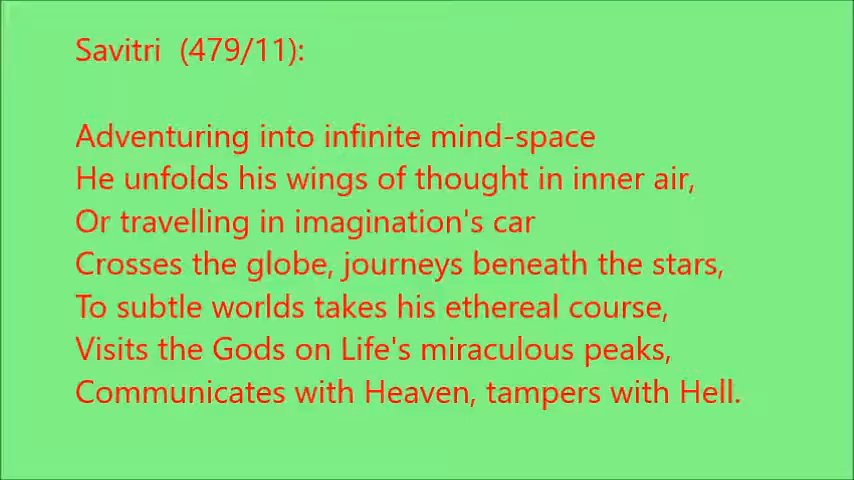 Savitri (479/11):
Adventuring into infinite mind-space
He unfolds his wings of thought in inner air,
Or travelling in imagination's car
Crosses the globe, journeys beneath the stars,
To subtle worlds takes his ethereal course,
Visits the Gods on Life's miraculous peaks,
Communicates with Heaven, tampers with Hell.